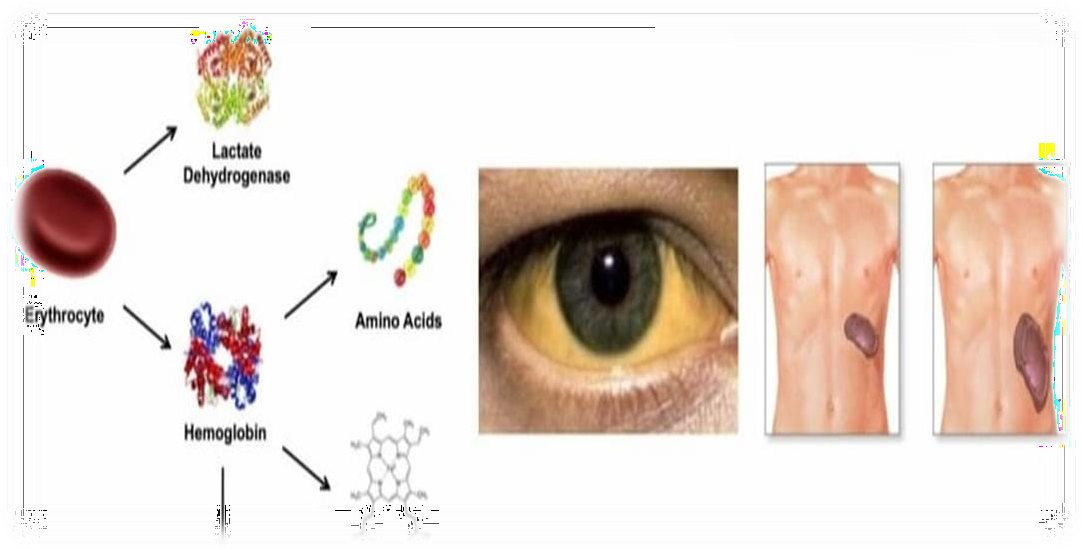 Lactate
Dehydrogenase
Erythrocyte
Amino Acids
Hemoglobin